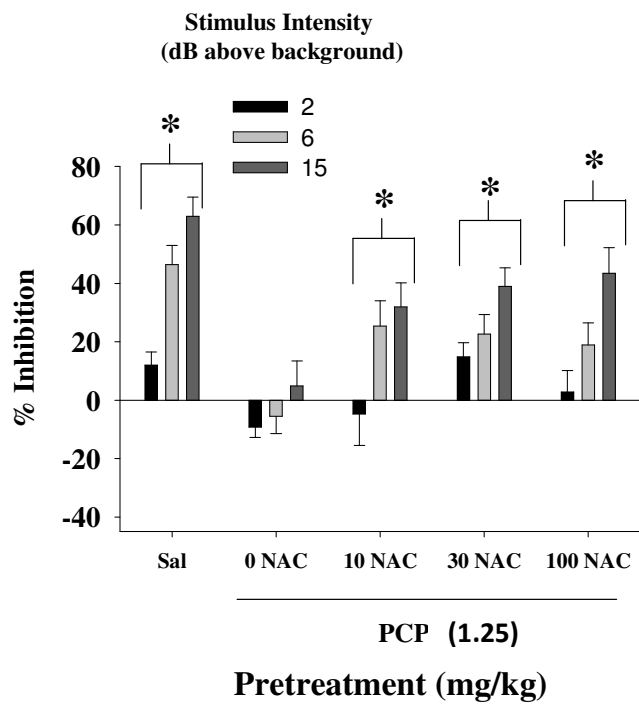 Stimulus Intensity
(dB above background)
2
6
15
*
*
*
*
80
60
40
20
0
-20
-40
% Inhibition
Sal
0 NAC
10 NAC
30 NAC
100 NAC
PCP (1.25)
Pretreatment (mg/kg)